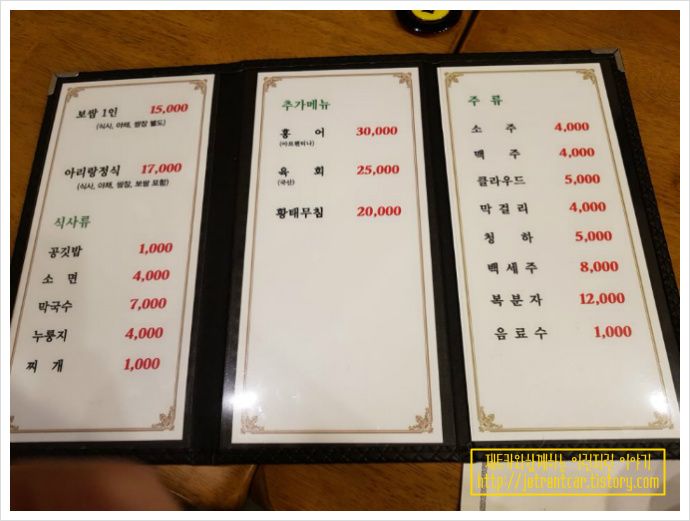 보쌈 1인 15,000
(식사, 야채, 쌈장 별도)
아리랑정식 17,000
(식사, 야채, 쌈장, 보쌈 포함)
식사류
공깃밥 1,000
소 면 4,000
막국수 7,000
누룽지 4,000
찌 개 1,000
추가메뉴
홍 어 30,000
(아르헨티나)
육 회 25,000
(국산)
황태무침 20,000
주 류
소 주 4,000
맥 주 4,000
클라우드 5,000
막 걸 리 4,000
청 하 5,000
백 세 주 8,000
복 분 자 12,000
음 료 수 1,000
http://jetrantcar.tistory.com